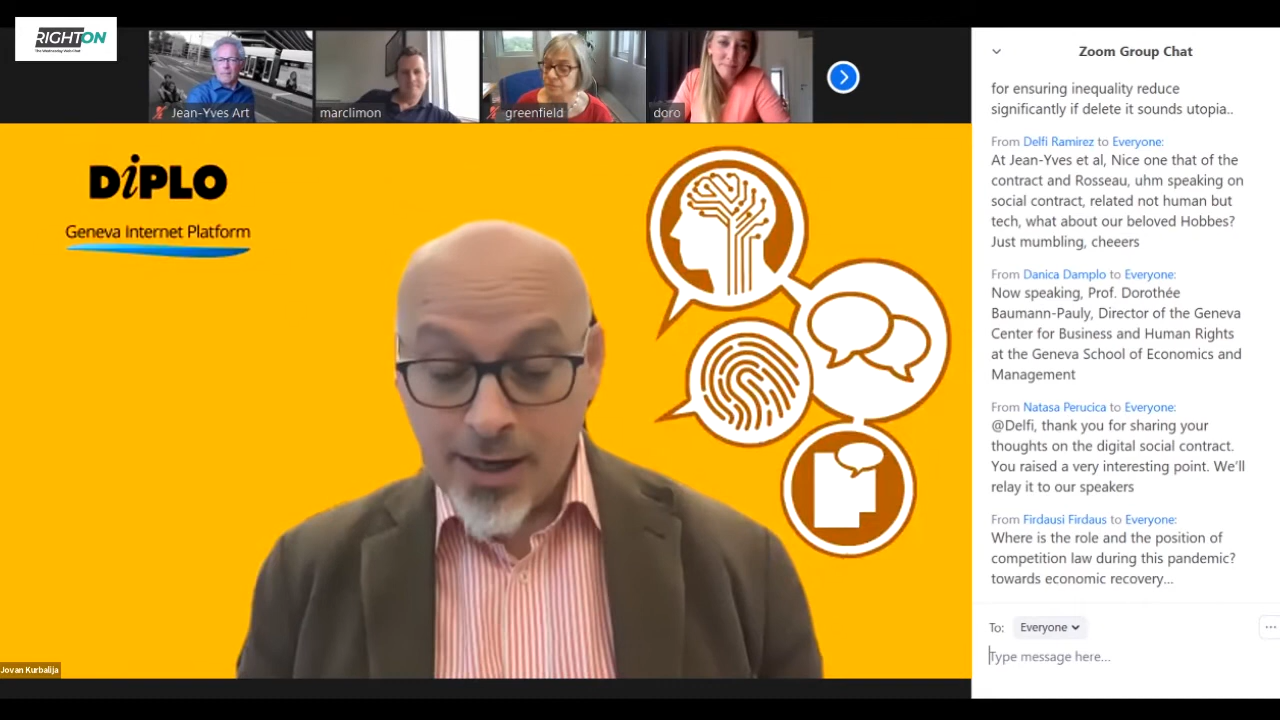 RIGHTON
The Wednesday Web Chat
Jean-Yves Art
marclimon
greenfield
doro
DiPLO
Geneva Internet Platform
Jovan Kurbalija
Zoom Group Chat
for ensuring inequality reduce
significantly if delete it sounds utopia..
From Delfi Ramirez to Everyone:
At Jean-Yves et al, Nice one that of the
contract and Rosseau, uhm speaking on
social contract, related not human but
tech, what about our beloved Hobbes?
Just mumbling, cheeers
From Danica Damplo to Everyone:
Now speaking, Prof. Dorothée
Baumann-Pauly, Director of the Geneva
Center for Business and Human Rights
at the Geneva School of Economics and
Management
From Natasa Perucica to Everyone:
@Delfi, thank you for sharing your
thoughts on the digital social contract.
You raised a very interesting point. We'll
relay it to our speakers
From Firdausi Firdaus to Everyone:
Where is the role and the position of
competition law during this pandemic?
towards economic recovery...
To: Everyone
Type message here...